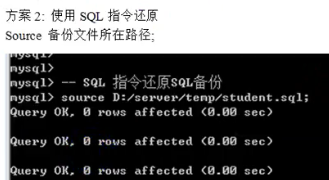 方案 2: 使用 SQL 指令还原
Source 备份文件所在路径;
mysql>
mysql>
mysql> -- SQL 指令还原SQL备份
mysql> source D:/server/temp/student.sql;
Query OK, 0 rows affected (0.00 sec)
Query OK, 0 rows affected (0.00 sec)
Query OK, 0 rows affected (0.00 sec)